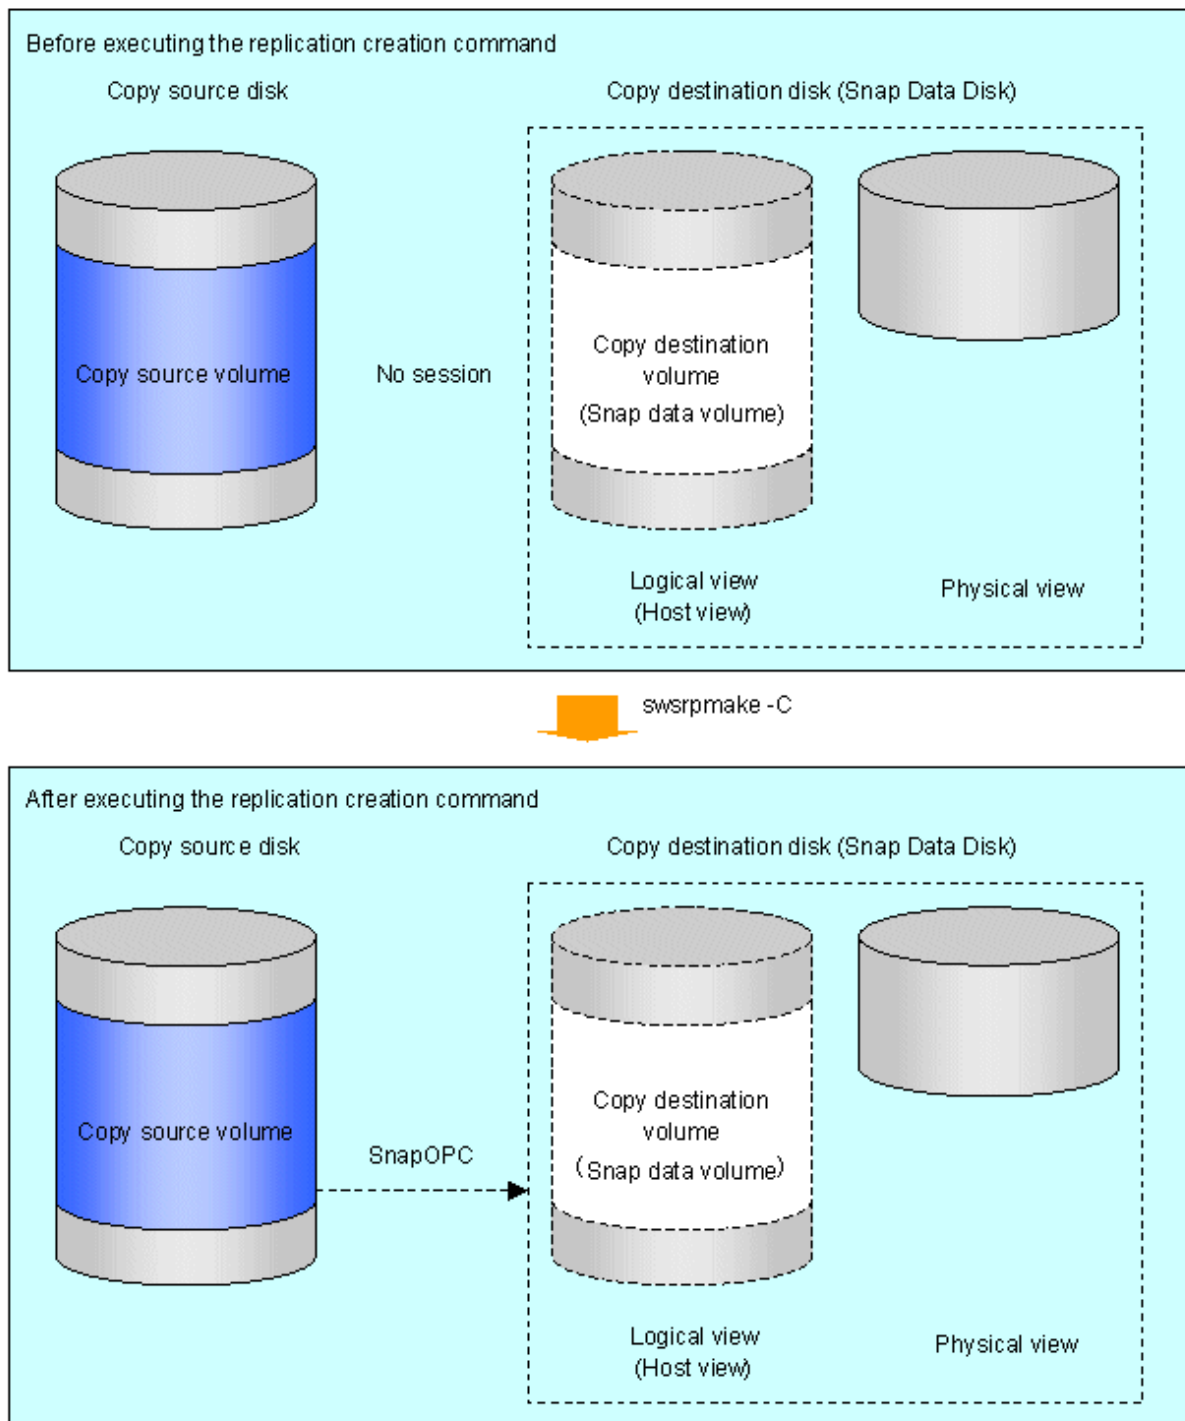 Before executing the replication creation command
Copy source disk
Copy destination disk (Snap Data Disk)
Copy source volume
No session
Copy destination
volume
(Snap data volume)
Logical view
(Host view)
Physical view
swsrpmake -C
After executing the replication creation command
Copy source disk
Copy destination disk (Snap Data Disk)
Copy source volume
SnapOPC
Copy destination
volume
(Snap data volume)
Logical view
(Host view)
Physical view